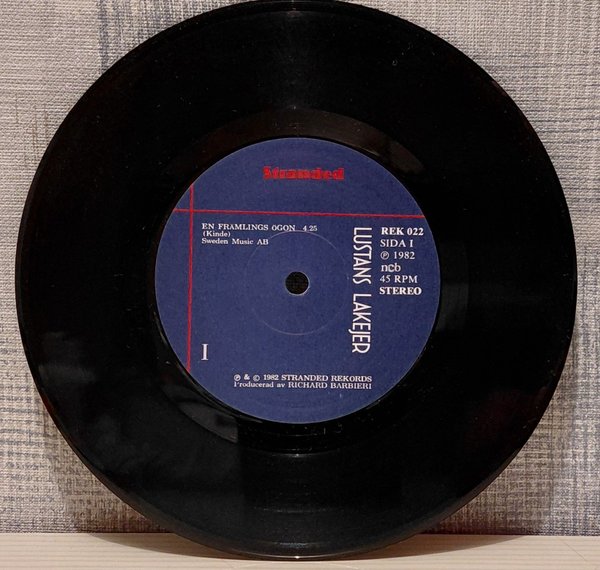 Stranded
EN FRAMLINGS OGON 4.25
(Kinde)
Sweden Music AB
LUSTANS LAKEJER
REK 022
SIDA I
℗ 1982
ncb
45 RPM
STEREO
I
℗ & © 1982 STRANDED REKORDS
Producerad av RICHARD BARBIERI